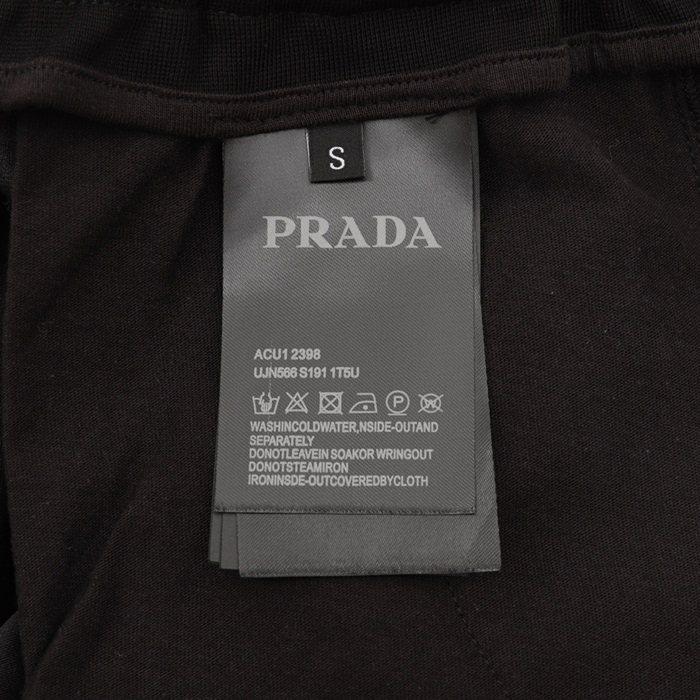 S
PRADA
ACU1 2398
UJN566 S191 1T5U
P
WASHINCOLDWATER,NSIDE-OUTAND
SEPARATELY
DONOTLEAVEIN SOAKOR WRINGOUT
DONOTSTEAMIRON
IRONINSDE-OUTCOVEREDBYCLOTH